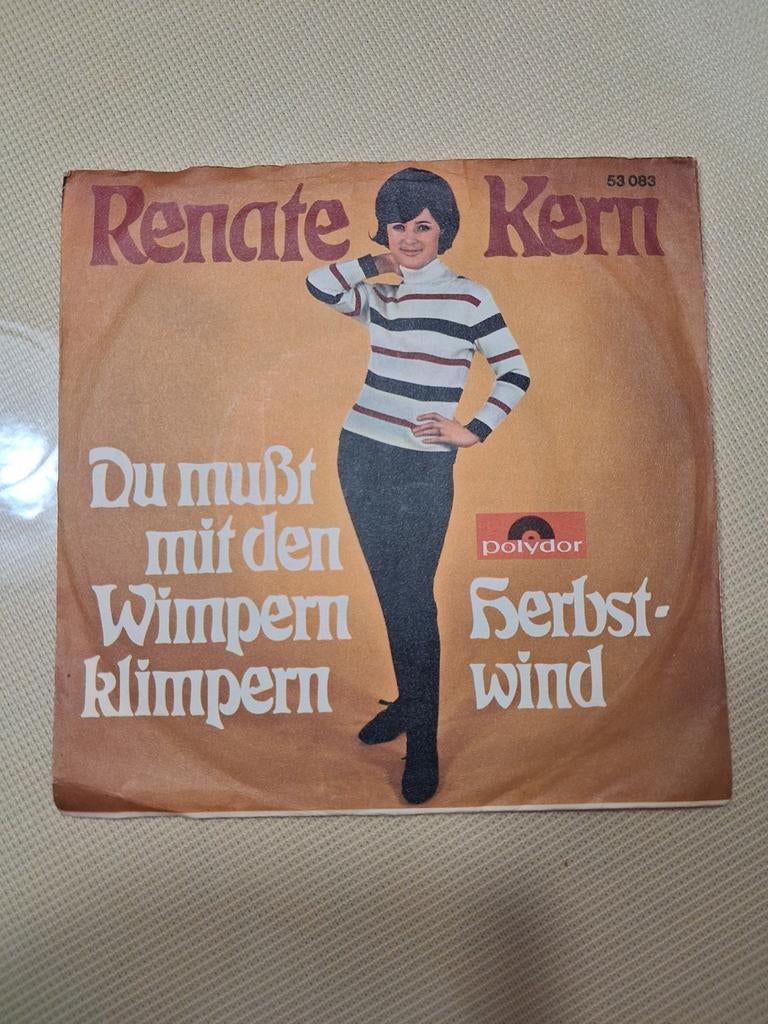 53 083
Renate Kern
Du mußt
mit den
Wimpern
klimpern
polydor
Herbst-
wind